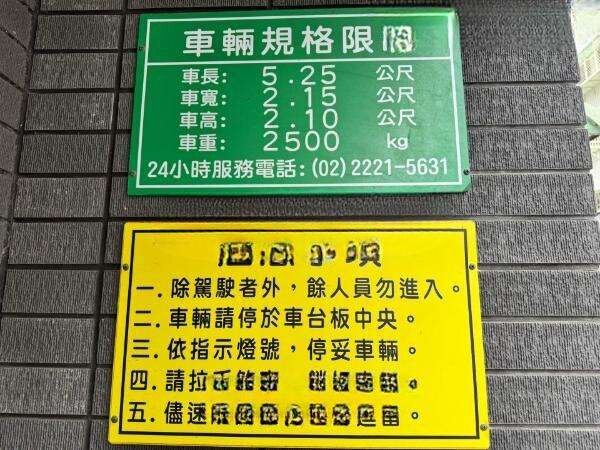 車輛規格限
車長: 5.25 公尺
車寬: 2.15 公尺
車高: 2.10 公尺
車重: 2500 kg
24小時服務電話:(02)2221-5631
一.除駕駛者外,餘人員勿進入。
二.車輛請停於車台板中央。
三.依指示燈號,停妥車輛。
四.請拉
五.儘速